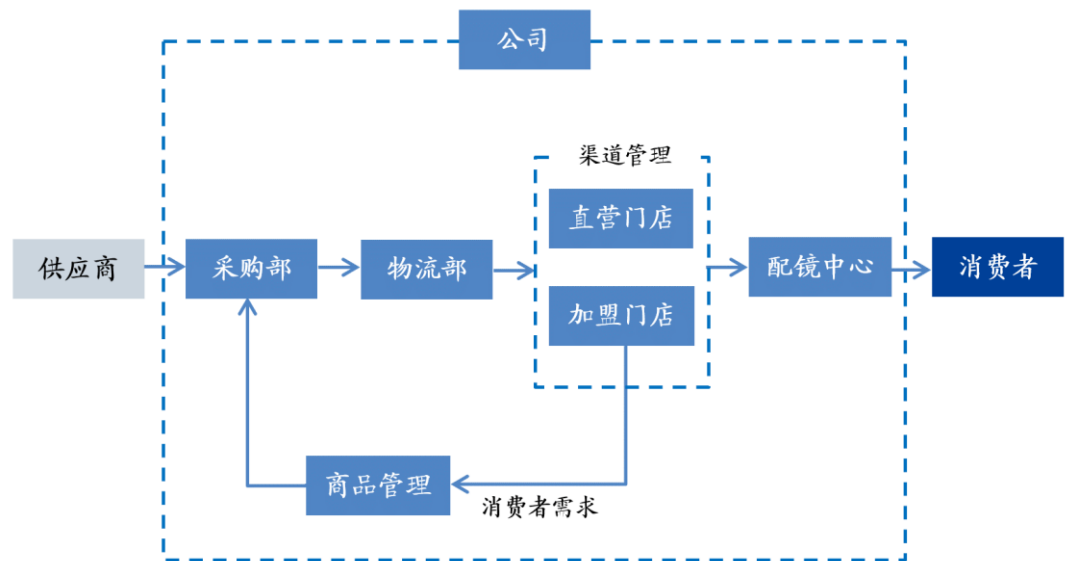 公司
渠道管理
直营门店
供应商
采购部
物流部
配镜中心
消费者
加盟门店
商品管理
消费者需求